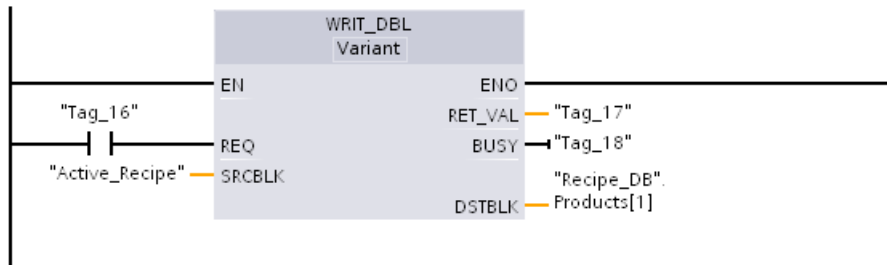 WRIT_DBL
Variant
EN
ENO
"Tag_16"
RET_VAL
"Tag_17"
REQ
BUSY
"Tag_18"
"Active_Recipe"
SRCBLK
"Recipe_DB".
DSTBLK
Products[1]